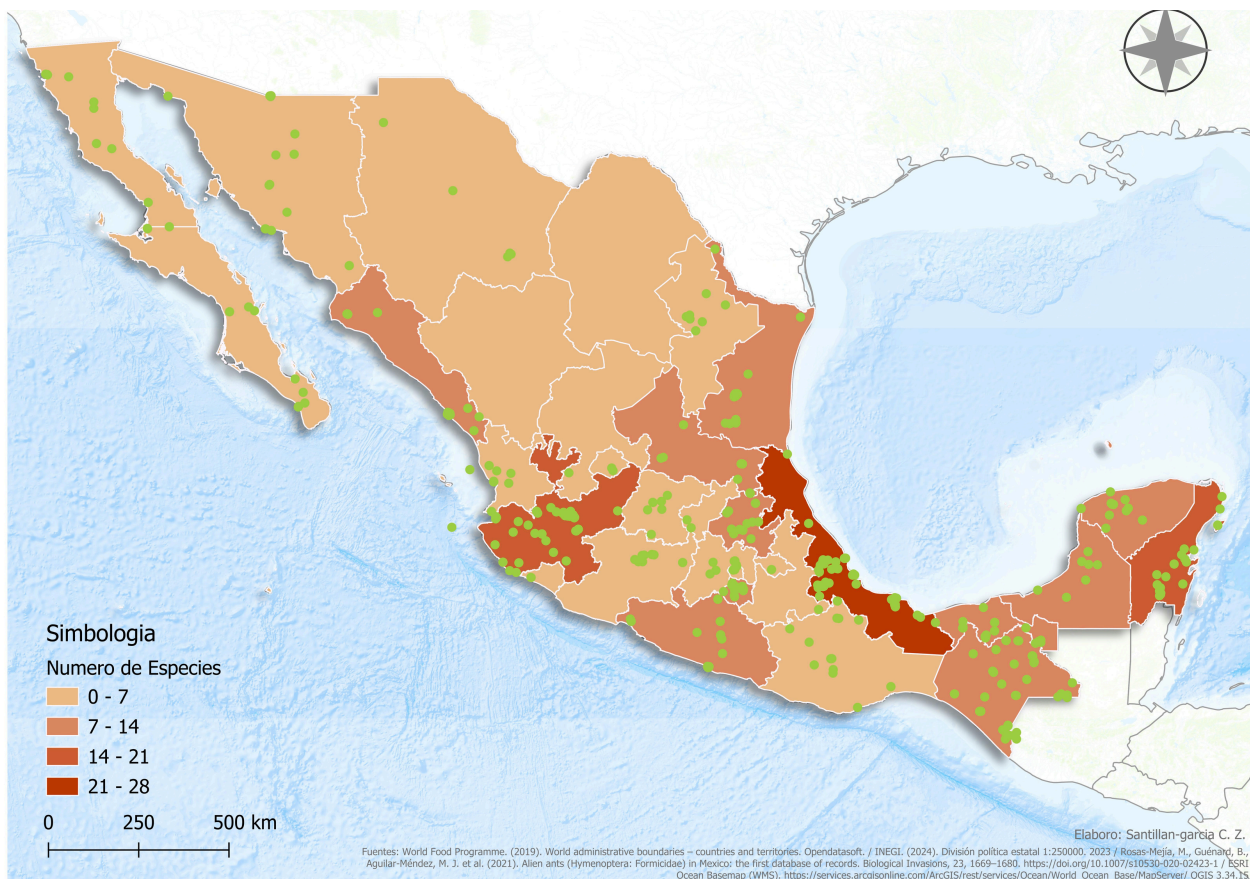 Simbologia
Numero de Especies
0 - 7
7 - 14
14 - 21
21 - 28
0 250 500 km
Elaboro: Santillan-garcia C. Z.
Fuentes: World Food Programme. (2019). World administrative boundaries – countries and territories. Opendatasoft. / INEGI. (2024). División política estatal 1:250000. 2023 / Rosas-Mejía, M., Guénard, B.,
Aguilar-Méndez, M. J. et al. (2021). Alien ants (Hymenoptera: Formicidae) in Mexico: the first database of records. Biological Invasions, 23, 1669–1680. https://doi.org/10.1007/s10530-020-02423-1 / ESRI
Ocean Basemap (WMS). https://services.arcgisonline.com/ArcGIS/rest/services/Ocean/World_Ocean_Base/MapServer/ QGIS 3.34.15